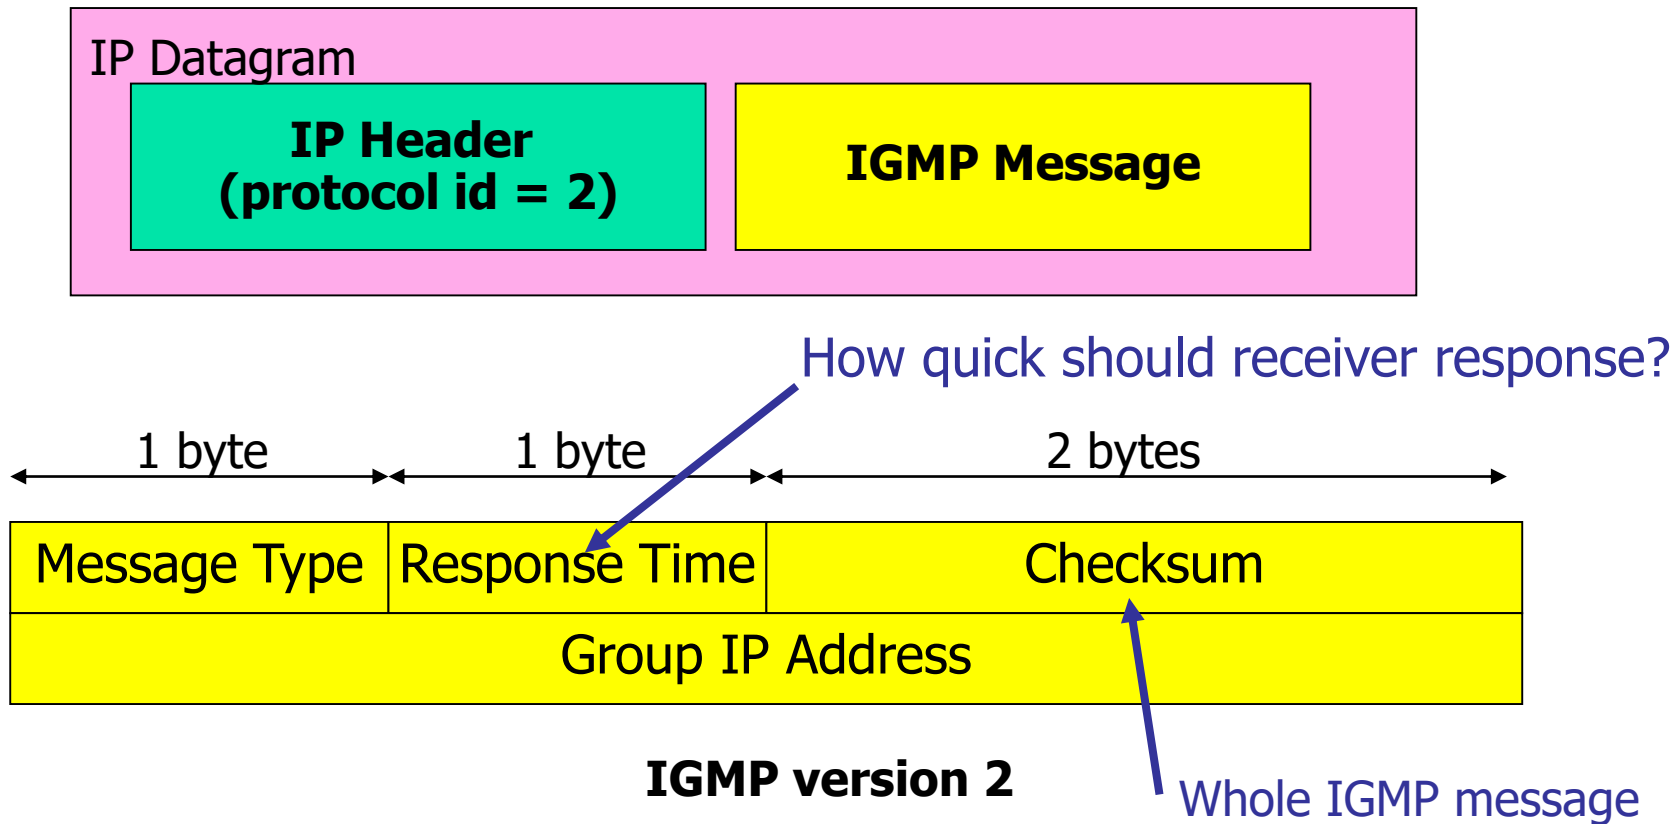 IP Datagram
IP Header
(protocol id = 2)
IGMP Message
How quick should receiver response?
1 byte
1 byte
2 bytes
Message Type
Response Time
Checksum
Group IP Address
IGMP version 2
Whole IGMP message